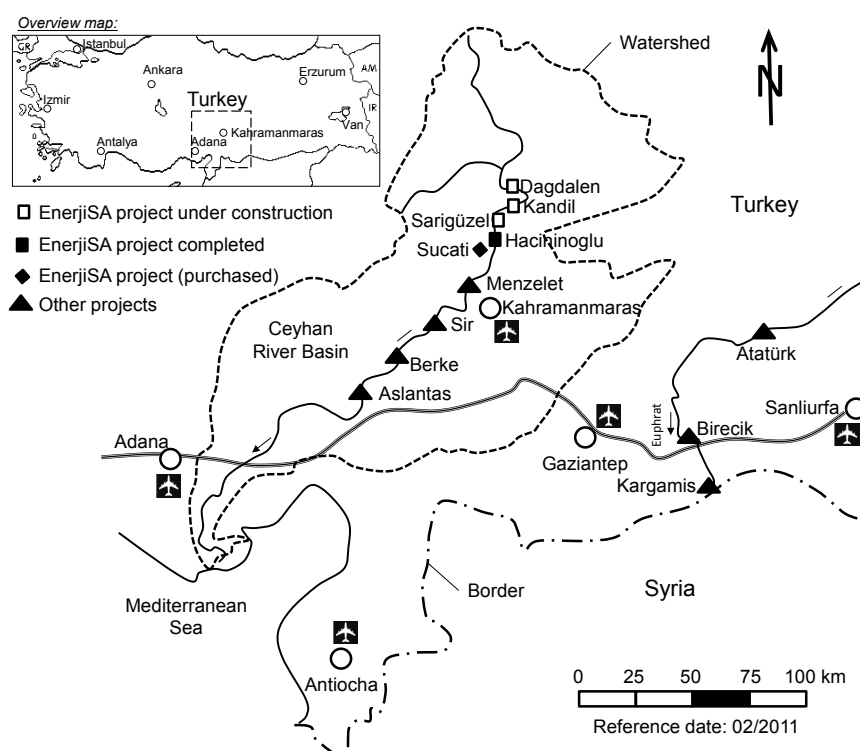 Overview map:
GR
Istanbul
Ankara
Erzurum
AM
Izmir
Turkey
IR
Van
Kahramanmaras
Antalya
Adana
EnerjiSA project under construction
EnerjiSA project completed
EnerjiSA project (purchased)
Other projects
Watershed
N
Dagdalen
Kandil
Sarigüzel
Turkey
Hacininoglu
Sucati
Menzelet
Kahramanmaras
Sir
Ceyhan
River Basin
Berke
Atatürk
Aslantas
Sanliurfa
Euphrat
Birecik
Adana
Gaziantep
Kargamis
Border
Syria
Mediterranean
Sea
Antiocha
0 25 50 75 100 km
Reference date: 02/2011